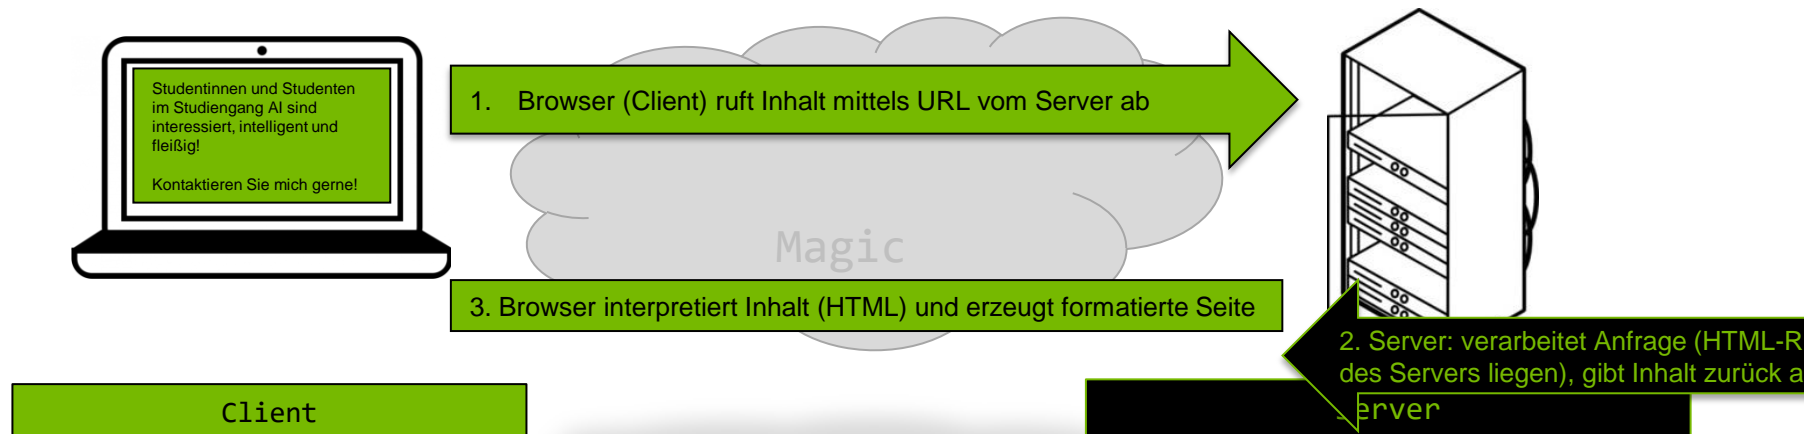 Studentinnen und Studenten
im Studiengang AI sind
interessiert, intelligent und
fleißig!
Kontaktieren Sie mich gerne!
1. Browser (Client) ruft Inhalt mittels URL vom Server ab
Magic
3. Browser interpretiert Inhalt (HTML) und erzeugt formatierte Seite
2. Server: verarbeitet Anfrage (HTML-R
des Servers liegen), gibt Inhalt zurück a
Client
erver